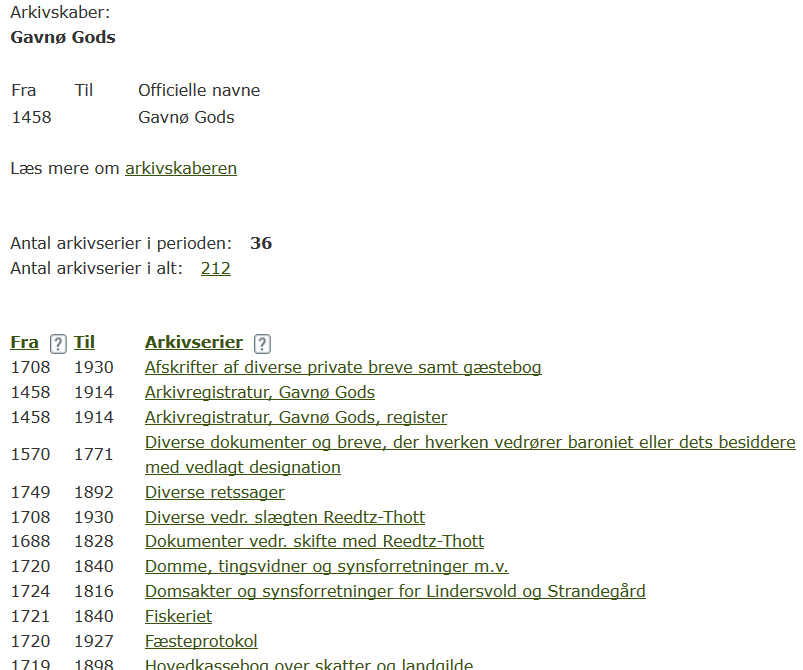 Arkivskaber:
Gavnø Gods
Fra Til Officielle navne
1458 Gavnø Gods
Læs mere om arkivskaberen
Antal arkivserier i perioden: 36
Antal arkivserier i alt: 212
Fra ? Til Arkivserier ?
1708 1930 Afskrifter af diverse private breve samt gæstebog
1458 1914 Arkivregistratur, Gavnø Gods
1458 1914 Arkivregistratur, Gavnø Gods, register
1570 1771 Diverse dokumenter og breve, der hverken vedrører baroniet eller dets besiddere
med vedlagt designation
1749 1892 Diverse retssager
1708 1930 Diverse vedr. slægten Reedtz-Thott
1688 1828 Dokumenter vedr. skifte med Reedtz-Thott
1720 1840 Domme, tingsvidner og synsforretninger m.v.
1724 1816 Domsakter og synsforretninger for Lindersvold og Strandegård
1721 1840 Fiskeriet
1720 1927 Fæsteprotokol
1719 1898 Hovedkassebog over skatter og landgilde